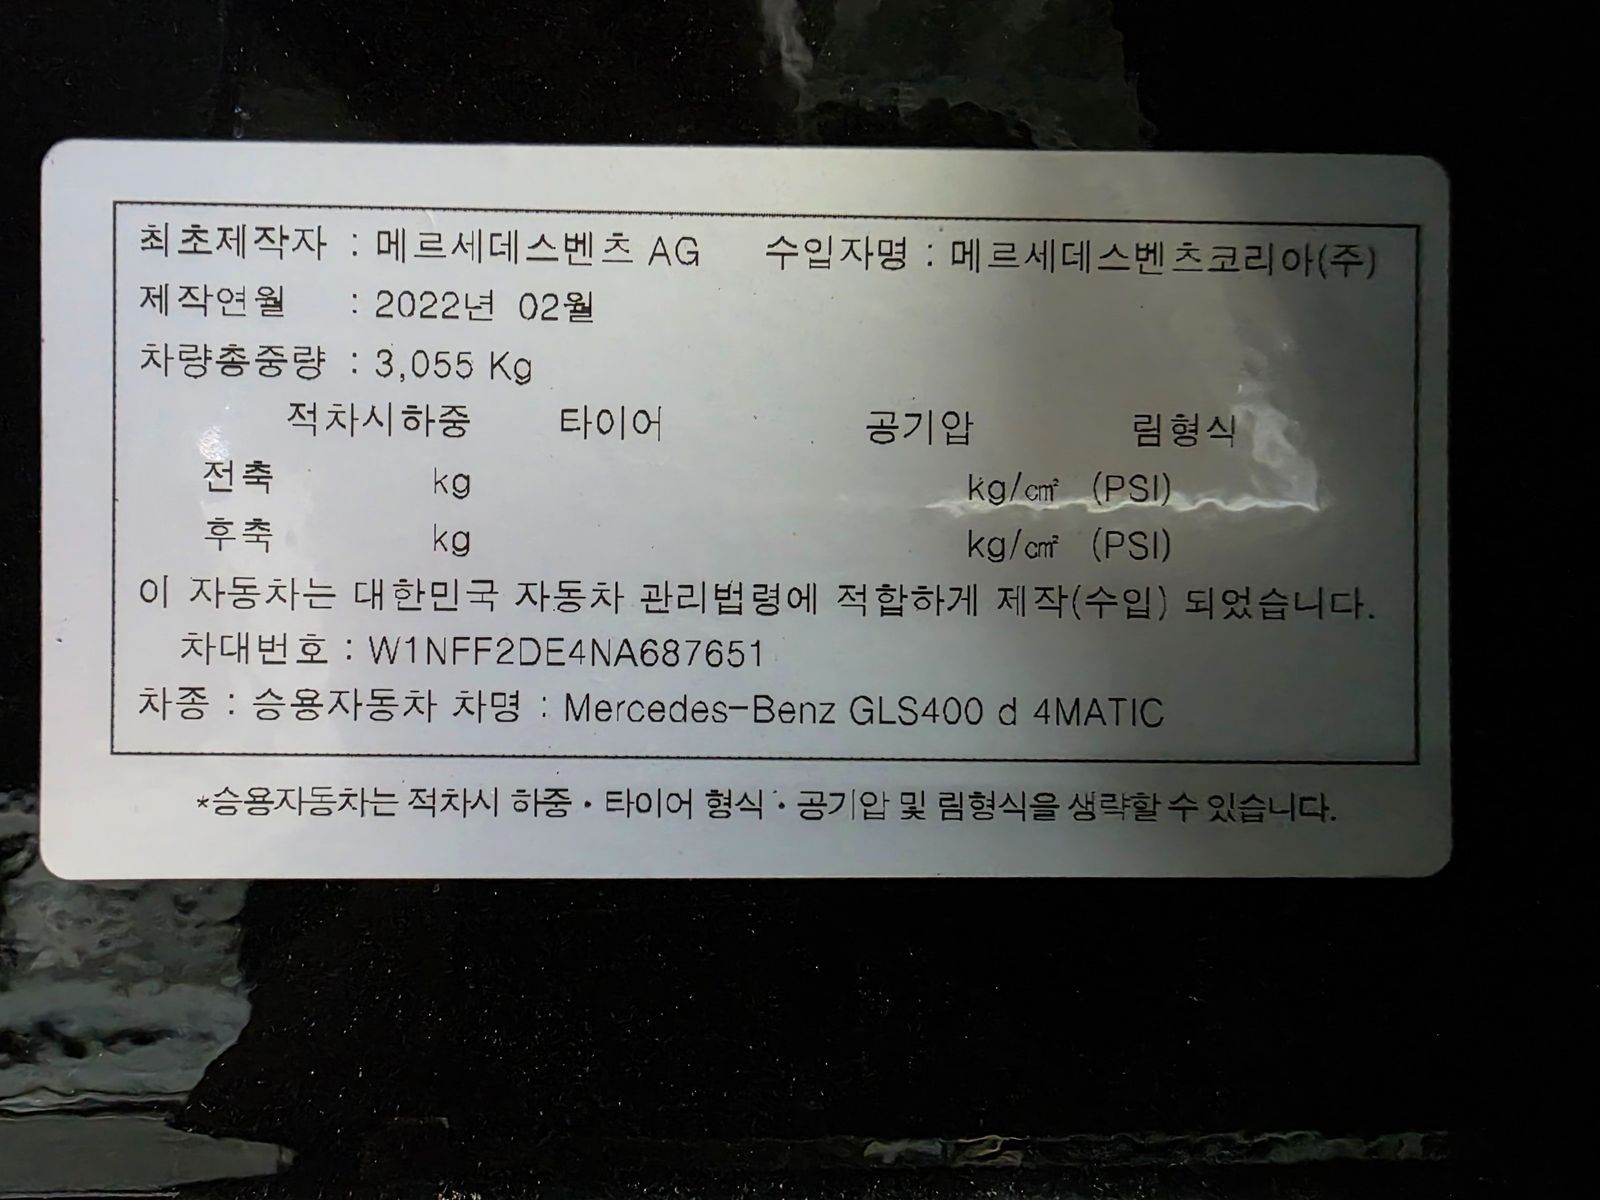 최초제작자 : 메르세데스벤츠 AG 수입자명 : 메르세데스벤츠코리아(주)
제작연월 : 2022년 02월
차량총중량 : 3,055 Kg
적차시하중 타이어 공기압 림형식
전축 kg kg/㎠ (PSI)
후축 kg kg/㎠ (PSI)
이 자동차는 대한민국 자동차 관리법령에 적합하게 제작(수입) 되었습니다.
차대번호 : W1NFF2DE4NA687651
차종 : 승용자동차 차명 : Mercedes-Benz GLS400 d 4MATIC
*승용자동차는 적차시 하중·타이어 형식·공기압 및 림형식을 생략할 수 있습니다.